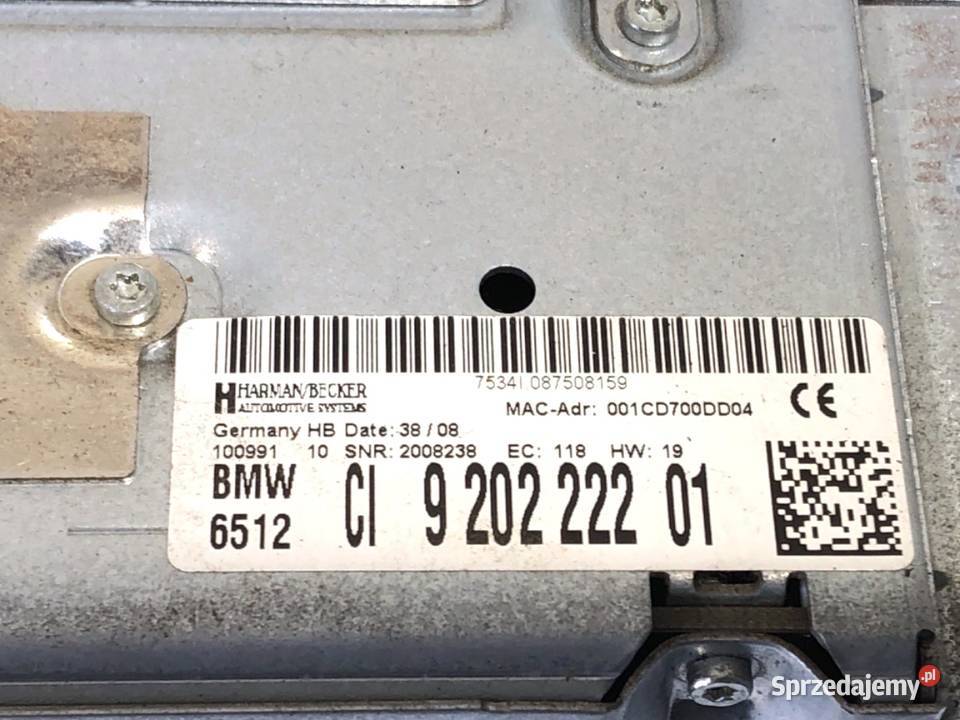 7534I 087508159
HARMAN/BECKER
AUTOMOTIVE SYSTEMS
MAC-Adr: 001CD700DD04
CE
Germany HB Date: 38 / 08
100991 10 SNR: 2008238 EC: 118 HW: 19
BMW CI 9 202 222 01
6512
Sprzedajemy.pl